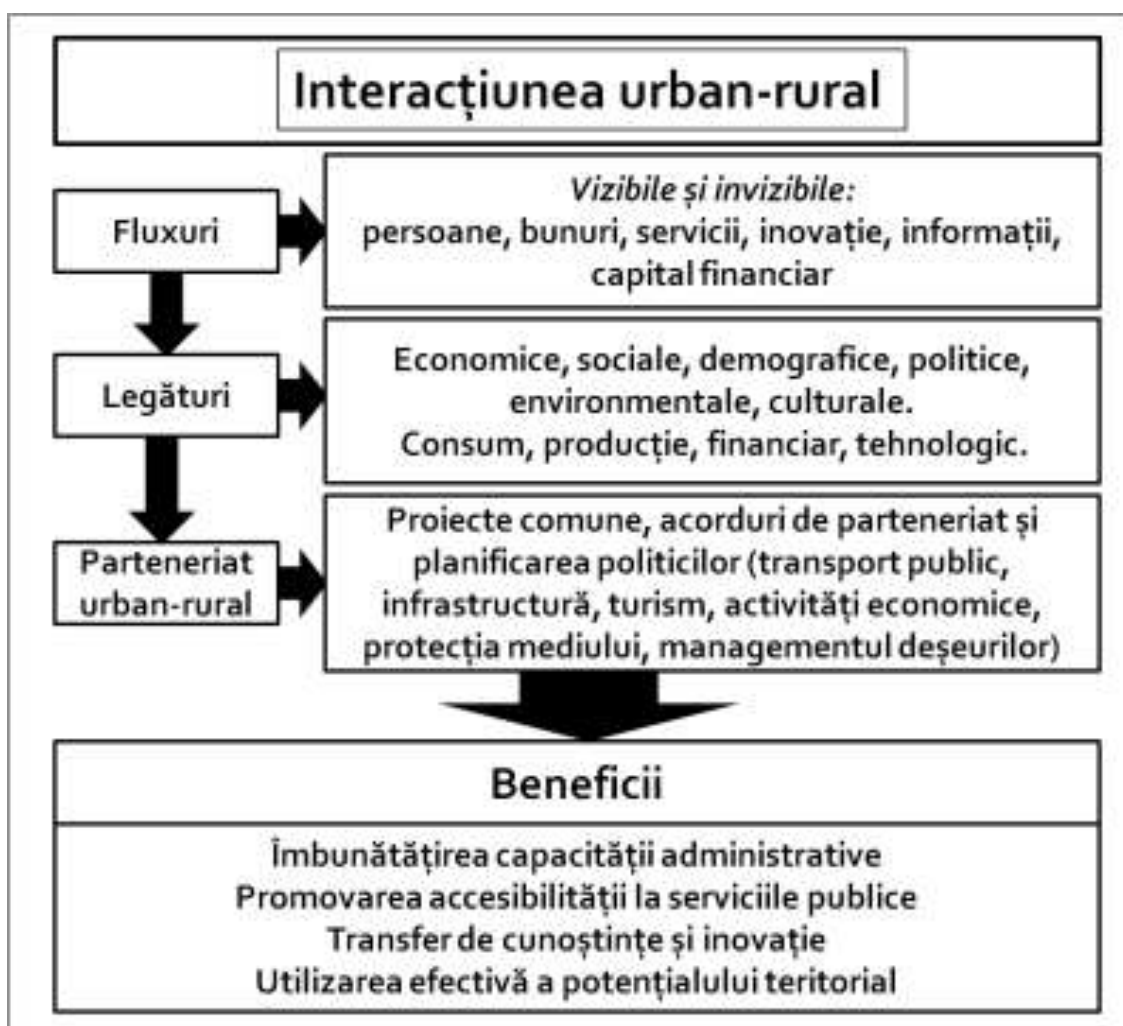 Interacțiunea urban-rural
Fluxuri
Vizibile și invizibile:
persoane, bunuri, servicii, inovație, informații,
capital financiar
Legături
Economice, sociale, demografice, politice,
environmentale, culturale.
Consum, producție, financiar, tehnologic.
Parteneriat
urban-rural
Proiecte comune, acorduri de parteneriat și
planificarea politicilor (transport public,
infrastructură, turism, activități economice,
protecția mediului, managementul deșeurilor)
Beneficii
Îmbunătățirea capacității administrative
Promovarea accesibilității la serviciile publice
Transfer de cunoștințe și inovație
Utilizarea efectivă a potențialului teritorial